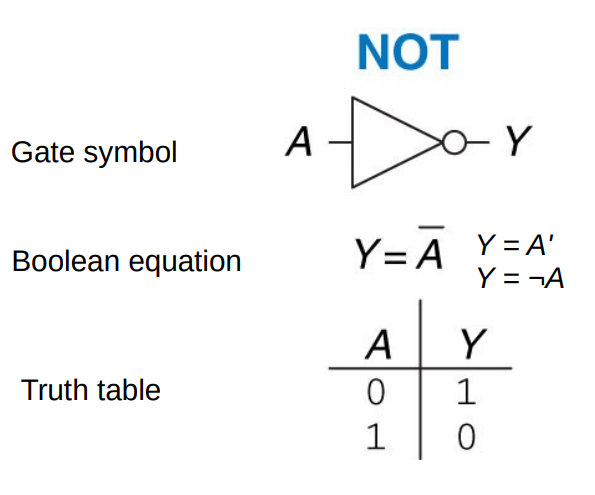 NOT
Gate symbol A Y
Boolean equation Y = A̅ Y = A'
Y = ¬A
A Y
0 1
Truth table
1 0